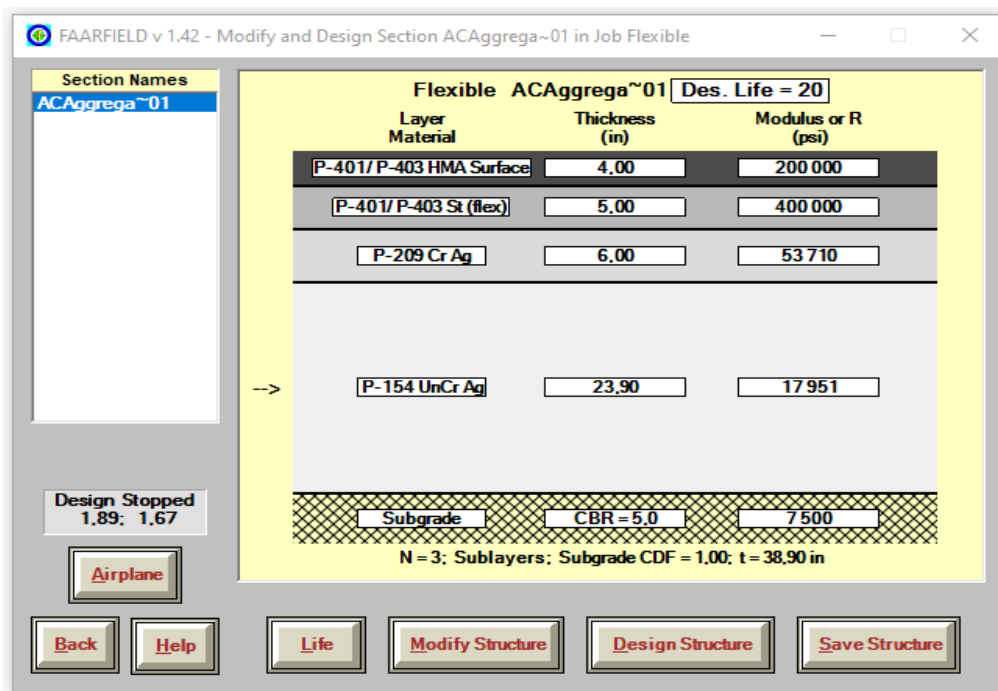 FAARFIELD v 1.42 - Modify and Design Section ACAggrega~01 in Job Flexible
Section Names
ACAggrega~01
Flexible ACAggrega~01 Des. Life = 20
Layer Material Thickness (in) Modulus or R (psi)
P-401/ P-403 HMA Surface 4.00 200 000
P-401/ P-403 St (flex) 5.00 400 000
P-209 Cr Ag 6.00 53 710
--> P-154 UnCr Ag 23.90 17 951
Subgrade CBR = 5.0 7 500
N = 3; Sublayers; Subgrade CDF = 1.00; t = 38.90 in
Design Stopped
1.89; 1.67
Airplane
Back Help Life Modify Structure Design Structure Save Structure